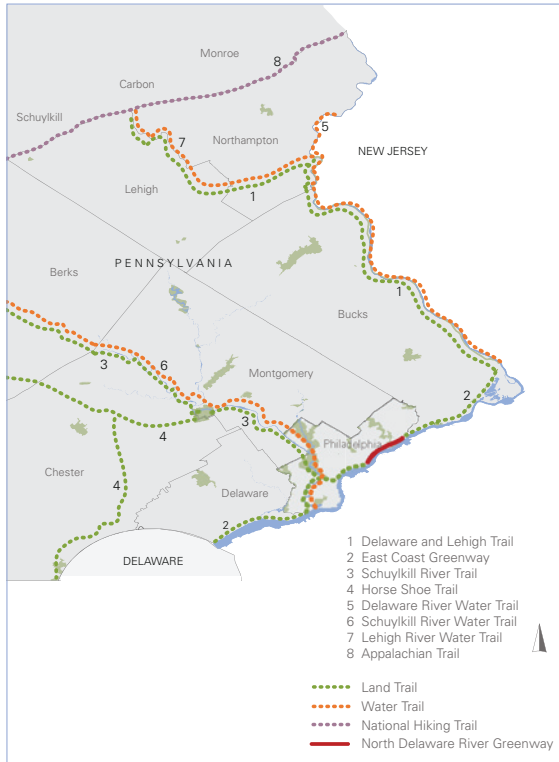 Monroe
8
Carbon
Schuylkill
5
7
Northampton
NEW JERSEY
Lehigh
1
PENNSYLVANIA
Berks
1
Bucks
3
6
Montgomery
2
3
4
Philadelphia
Chester
4
Delaware
2
DELAWARE
1 Delaware and Lehigh Trail
2 East Coast Greenway
3 Schuylkill River Trail
4 Horse Shoe Trail
5 Delaware River Water Trail
6 Schuylkill River Water Trail
7 Lehigh River Water Trail
8 Appalachian Trail
Land Trail
Water Trail
National Hiking Trail
North Delaware River Greenway